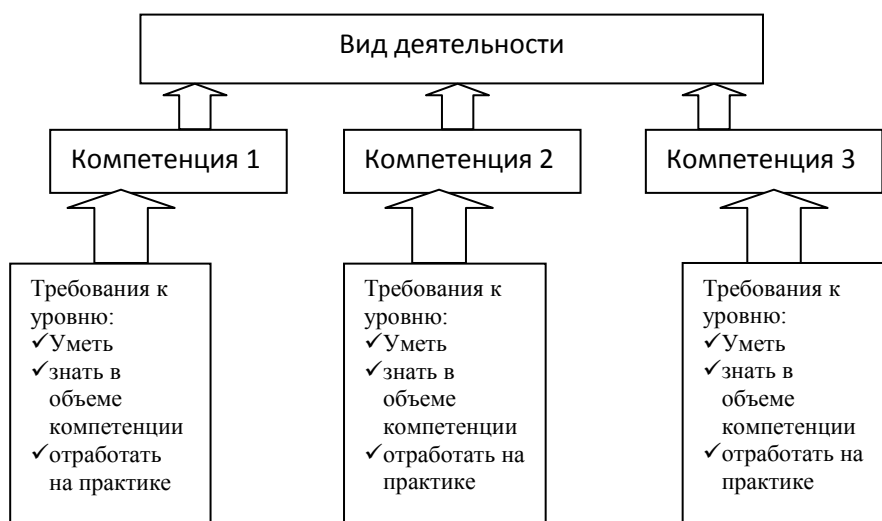 Вид деятельности
Компетенция 1
Компетенция 2
Компетенция 3
Требования к
уровню:
✓Уметь
✓знать в
объеме
компетенции
✓отработать
на практике
Требования к
уровню:
✓Уметь
✓знать в
объеме
компетенции
✓отработать на
практике
Требования к
уровню:
✓Уметь
✓знать в
объеме
компетенции
✓отработать на
практике